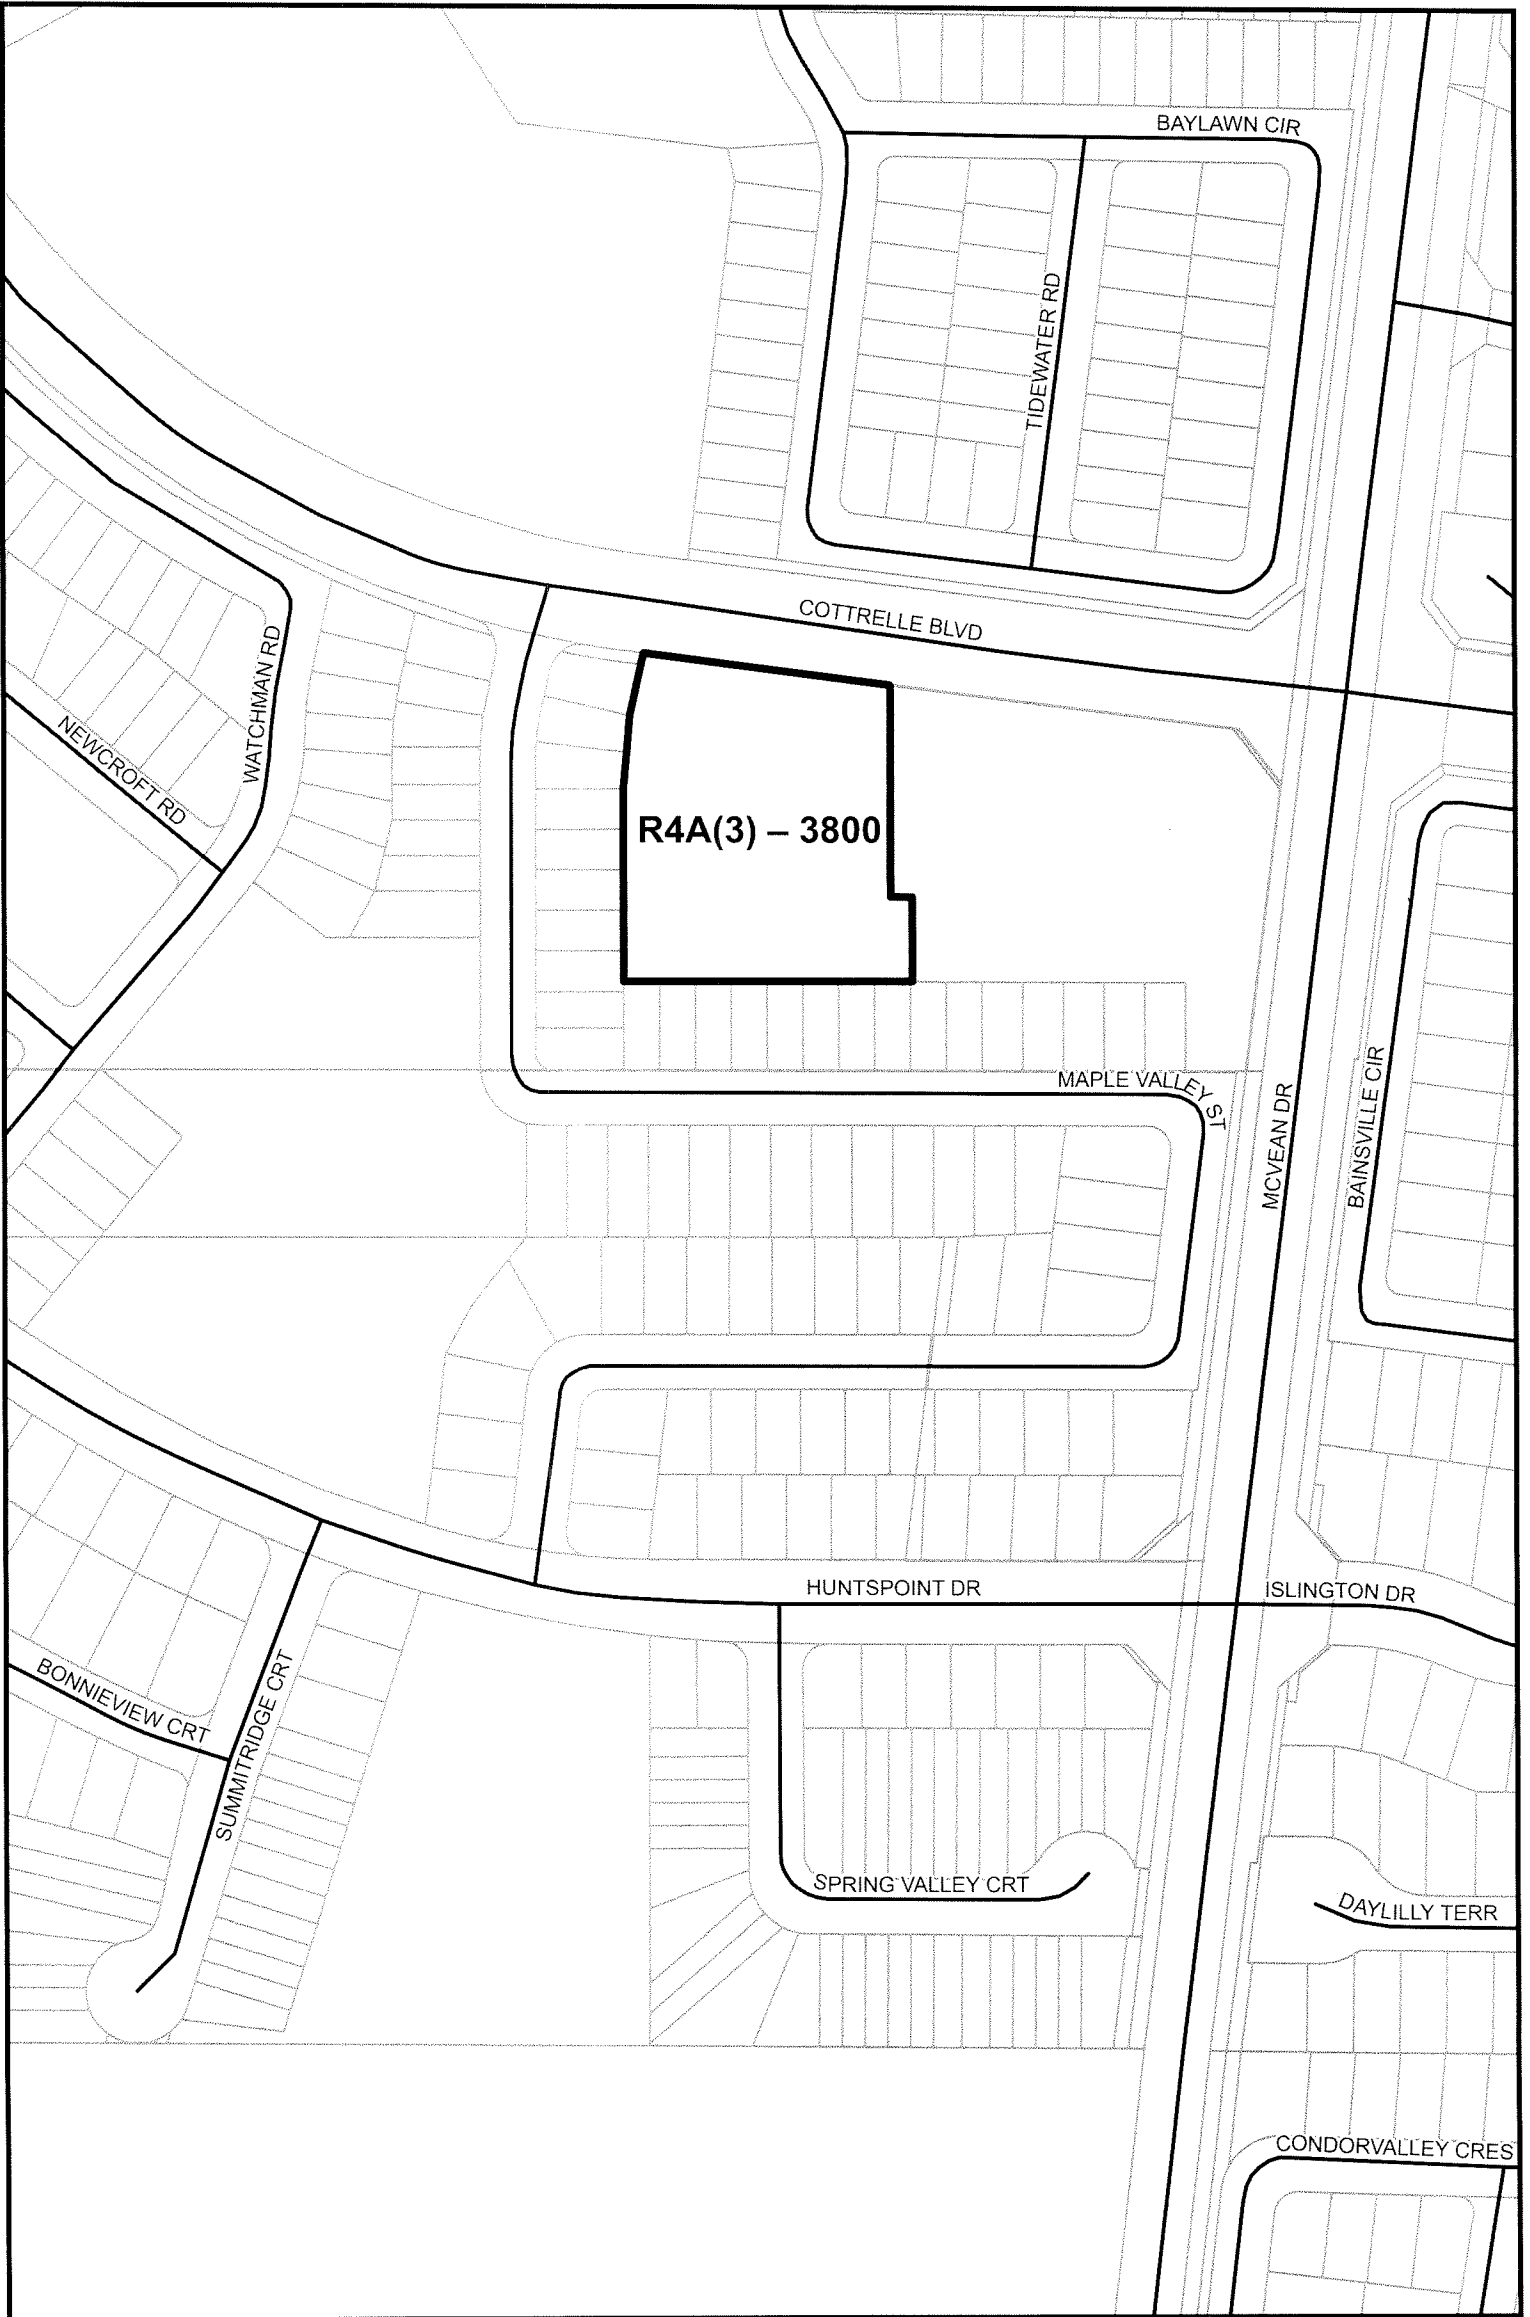 BAYLAWN CIR
TIDEWATER RD
COTTRELLE BLVD
WATCHMAN RD
NEWCROFT RD
R4A(3) – 3800
MAPLE VALLEY ST
MCVEAN DR
BAINSVILLE CIR
HUNTSPOINT DR
ISLINGTON DR
BONNIEVIEW CRT
SUMMITRIDGE CRT
SPRING VALLEY CRT
DAYLILLY TERR
CONDORVALLEY CRES